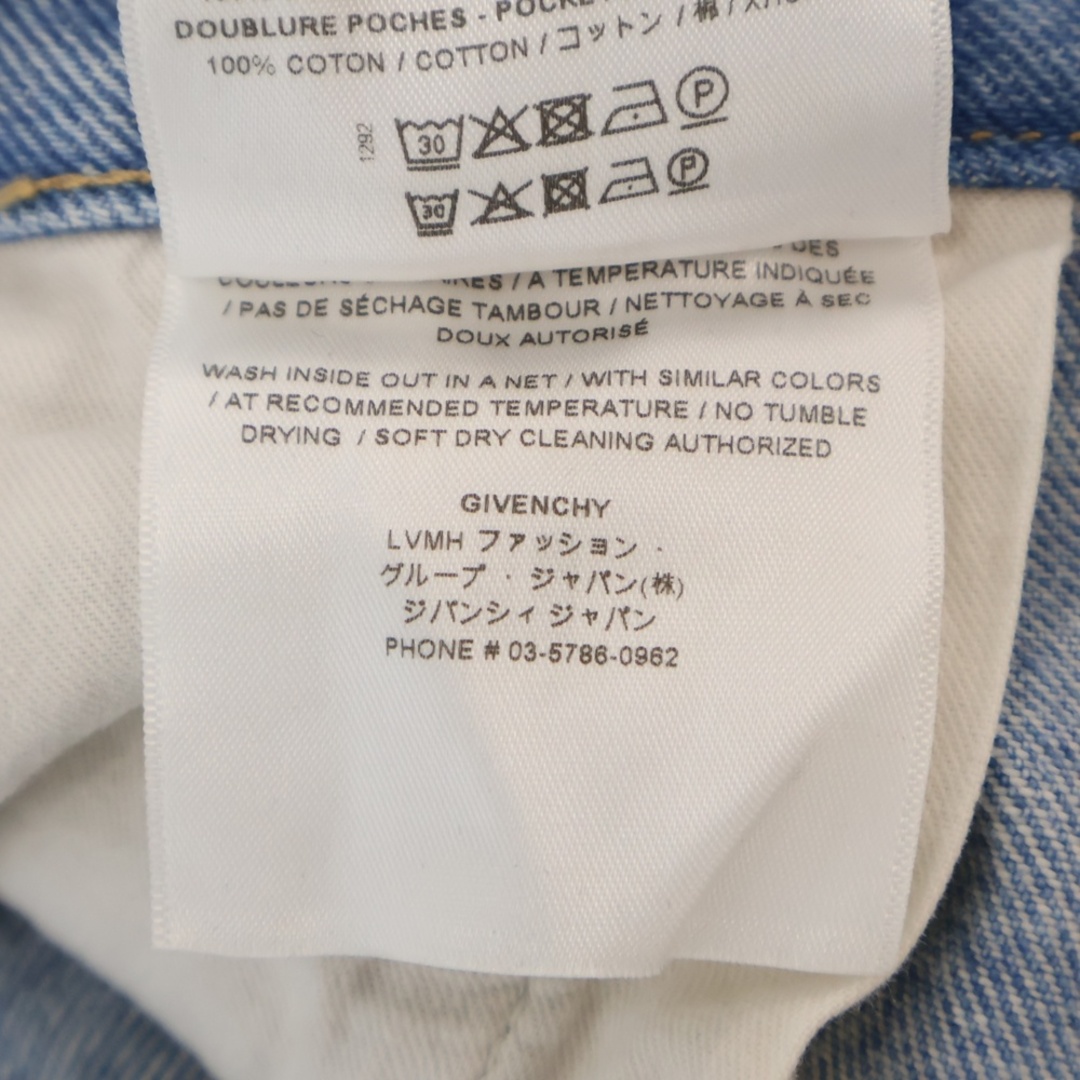 DOUBLURE POCHES - POCKE
100% COTON / COTTON / コットン / 棉 /
1292
30
P
30
P
DES
/ A TEMPERATURE INDIQUÉE
/ PAS DE SÉCHAGE TAMBOUR / NETTOYAGE À SEC
DOUX AUTORISÉ
WASH INSIDE OUT IN A NET / WITH SIMILAR COLORS
/ AT RECOMMENDED TEMPERATURE / NO TUMBLE
DRYING / SOFT DRY CLEANING AUTHORIZED
GIVENCHY
LVMH ファッション ·
グループ · ジャパン(株)
ジバンシィ ジャパン
PHONE # 03-5786-0962